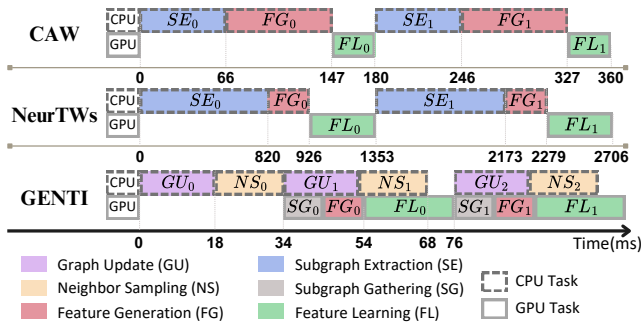 CAW CPU SE₀ FG₀ SE₁ FG₁
GPU FL₀ FL₁
0 66 147 180 246 327 360
NeurTWs CPU SE₀ FG₀ SE₁ FG₁
GPU FL₀ FL₁
0 820 926 1353 2173 2279 2706
GENTI CPU GU₀ NS₀ GU₁ NS₁ GU₂ NS₂
GPU SG₀ FG₀ FL₀ SG₁ FG₁ FL₁
0 18 34 54 68 76 Time(ms)
Graph Update (GU) Subgraph Extraction (SE) CPU Task
Neighbor Sampling (NS) Subgraph Gathering (SG)
Feature Generation (FG) Feature Learning (FL) GPU Task